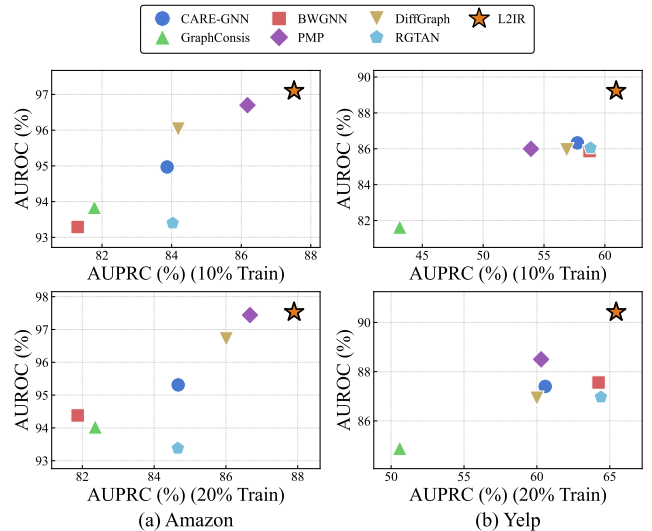 CARE-GNN BWGNN DiffGraph L2IR
GraphConsis PMP RGTAN
AUROC (%)
97
96
95
94
93
82 84 86 88
AUPRC (%) (10% Train)
AUROC (%)
90
88
86
84
82
45 50 55 60
AUPRC (%) (10% Train)
AUROC (%)
98
97
96
95
94
93
82 84 86 88
AUPRC (%) (20% Train)
(a) Amazon
AUROC (%)
90
88
86
50 55 60 65
AUPRC (%) (20% Train)
(b) Yelp